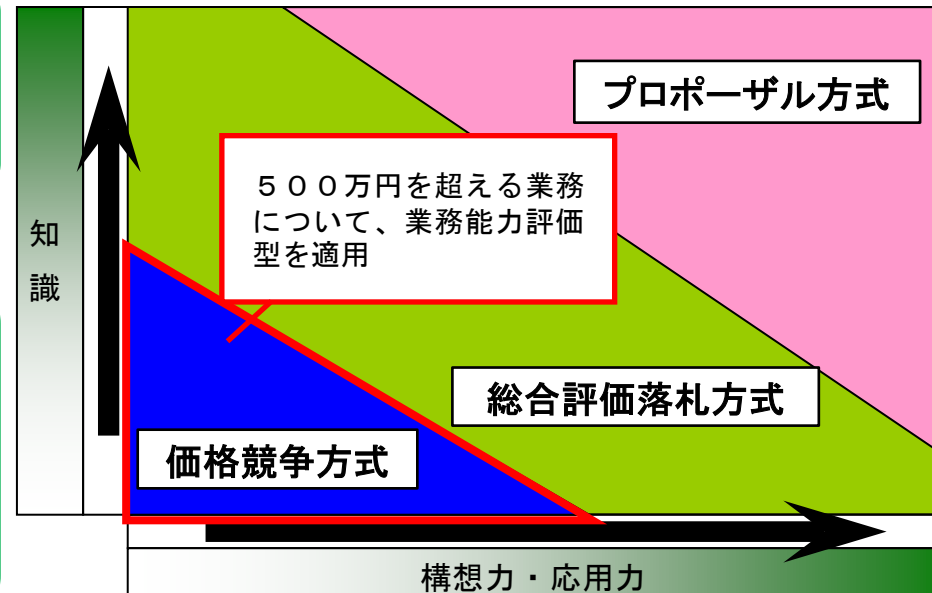 プロポーザル方式
５００万円を超える業務
について、業務能力評価
型を適用
知
識
総合評価落札方式
価格競争方式
構想力・応用力